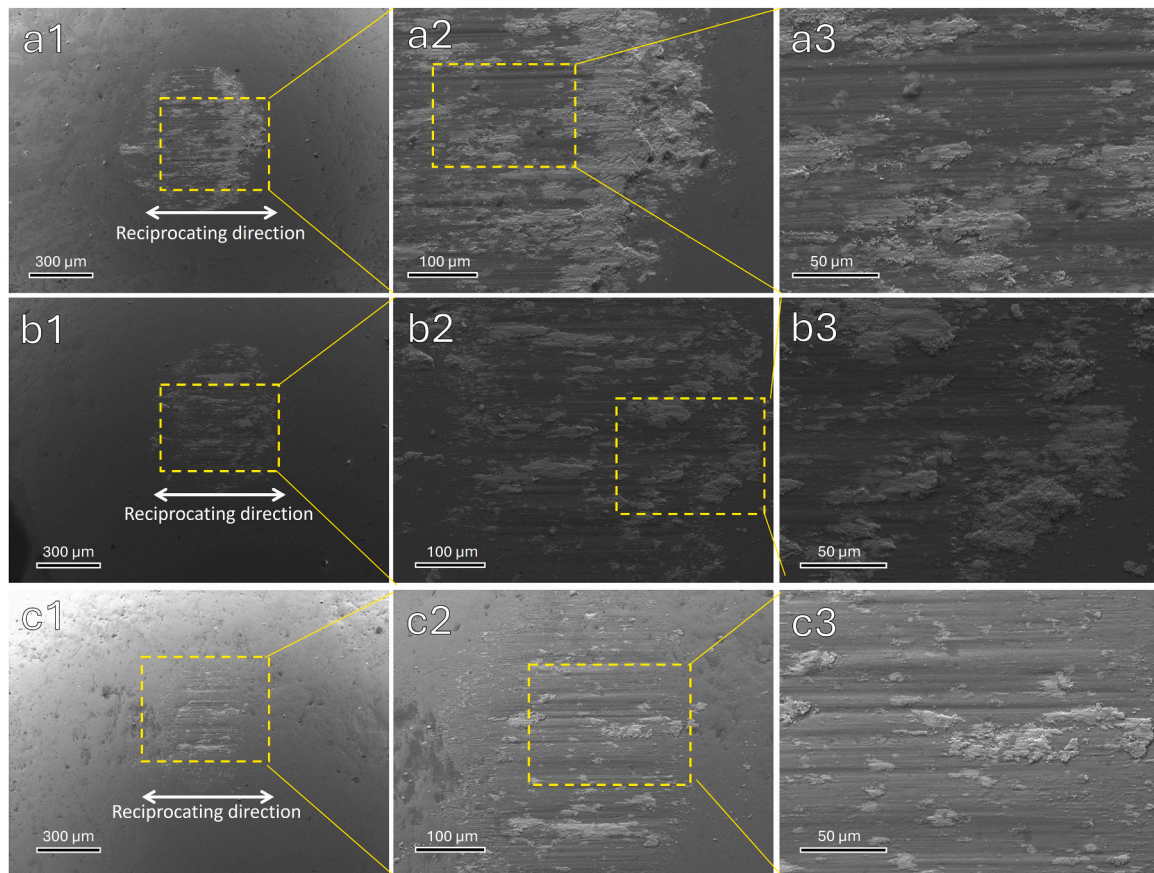 a1
a2
a3
Reciprocating direction
300 µm
100 µm
50 µm
b1
b2
b3
Reciprocating direction
300 µm
100 µm
50 µm
c1
c2
c3
Reciprocating direction
300 µm
100 µm
50 µm